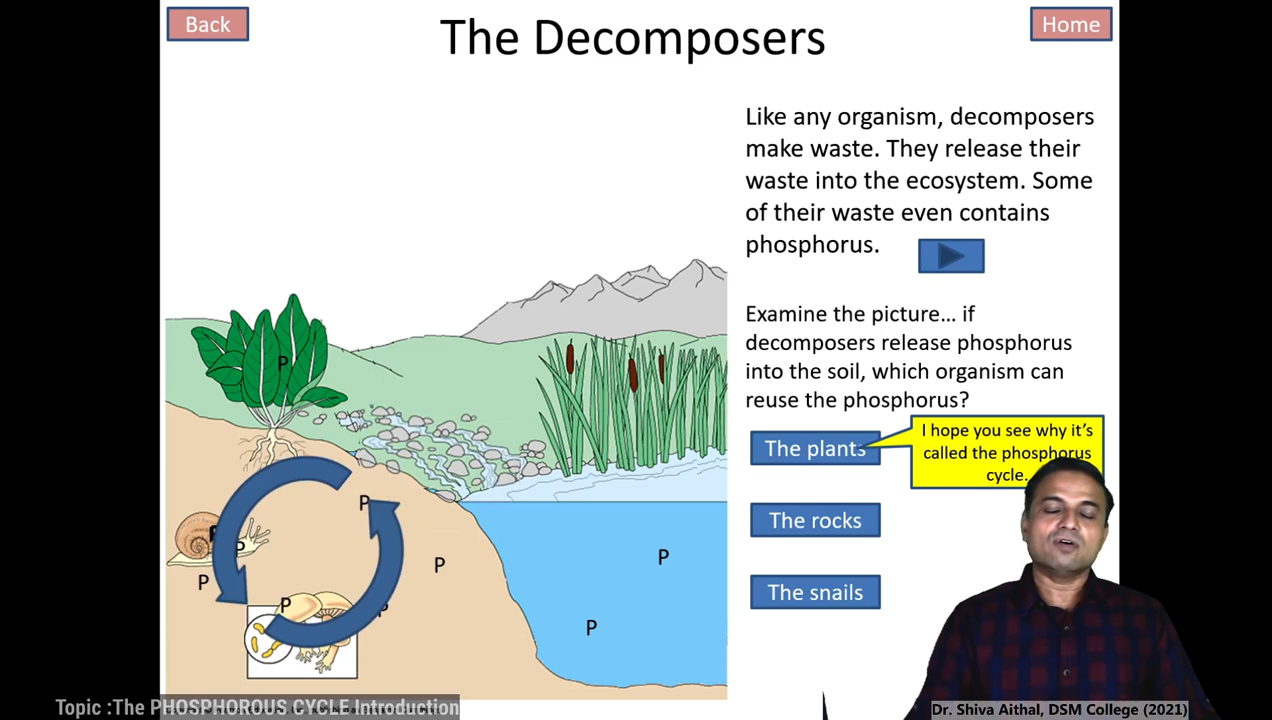 Back
The Decomposers
Home
Like any organism, decomposers
make waste. They release their
waste into the ecosystem. Some
of their waste even contains
phosphorus.
Examine the picture... if
decomposers release phosphorus
into the soil, which organism can
reuse the phosphorus?
The plants
I hope you see why it's
called the phosphorus
cycle.
The rocks
The snails
P
P
P
P
P
P
P
P
P
P
Topic :The PHOSPHOROUS CYCLE Introduction
Dr. Shiva Aithal, DSM College (2021)